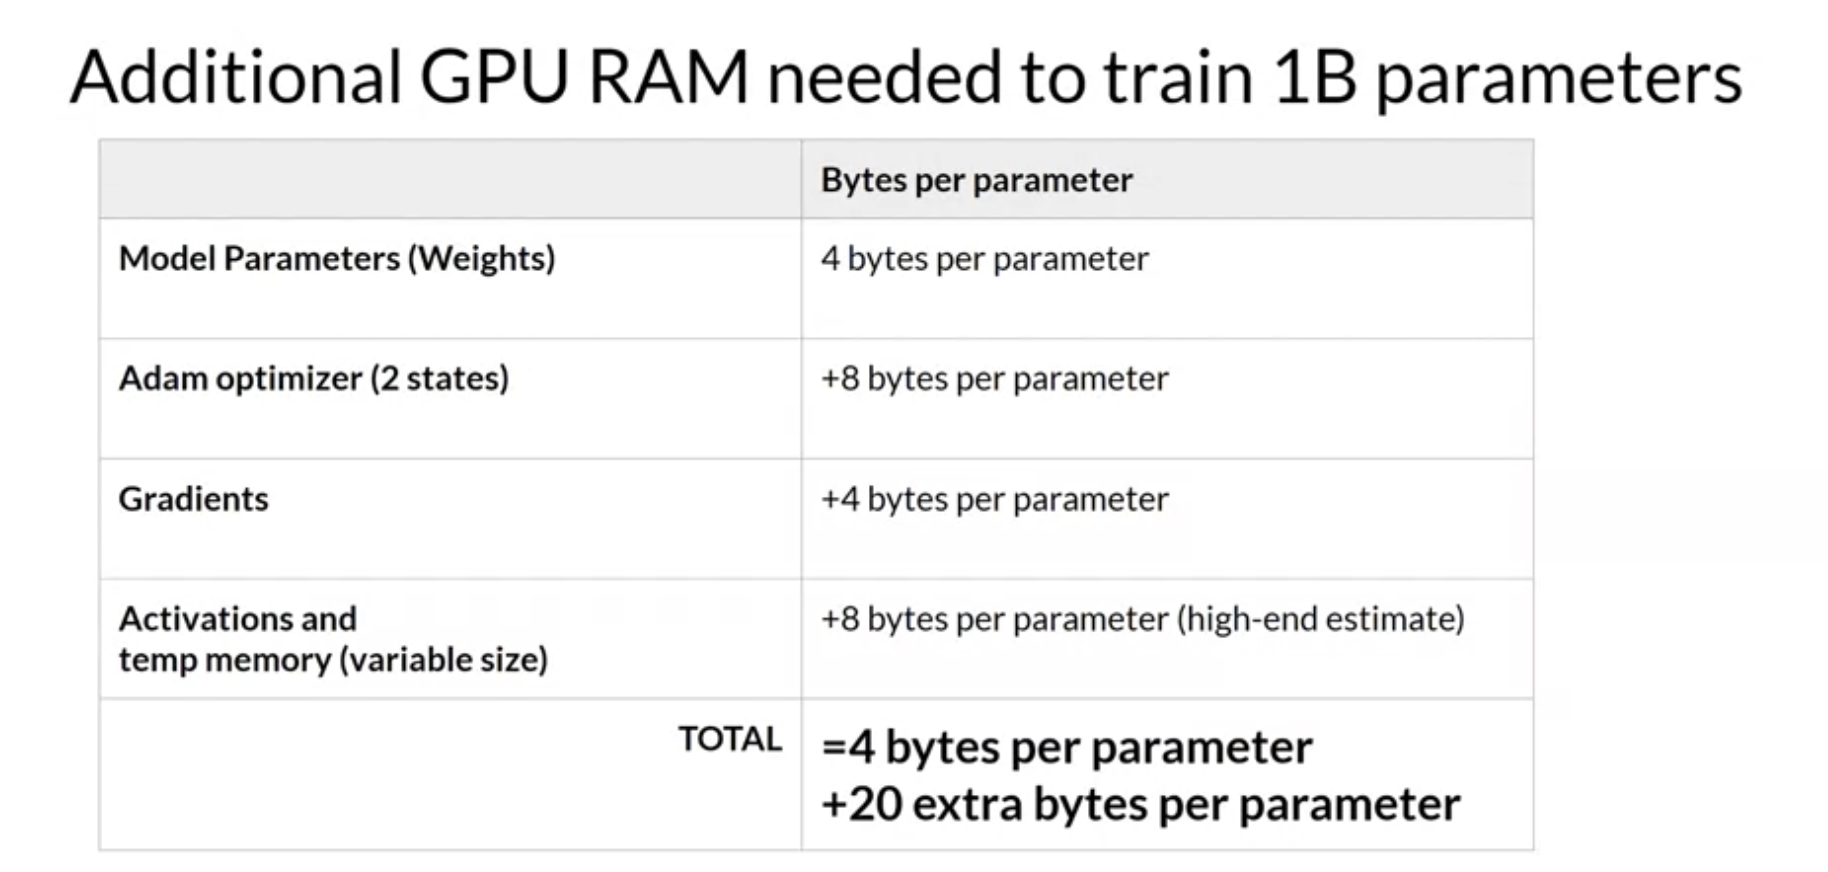 Additional GPU RAM needed to train 1B parameters
Bytes per parameter
Model Parameters (Weights)
4 bytes per parameter
Adam optimizer (2 states)
+8 bytes per parameter
Gradients
+4 bytes per parameter
Activations and
temp memory (variable size)
+8 bytes per parameter (high-end estimate)
TOTAL
=4 bytes per parameter
+20 extra bytes per parameter